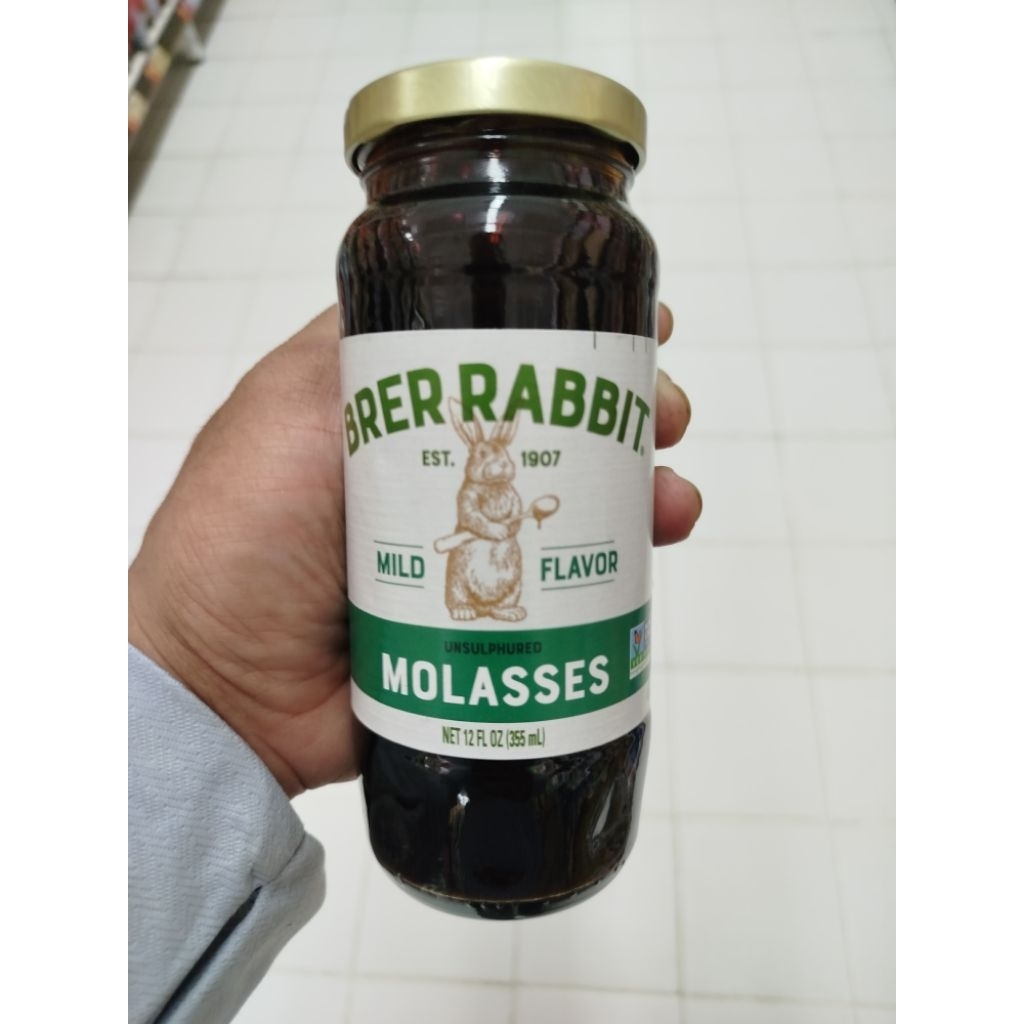 BRER RABBIT®
EST. 1907
MILD FLAVOR
UNSULPHURED
MOLASSES
NET 12 FL OZ (355 mL)